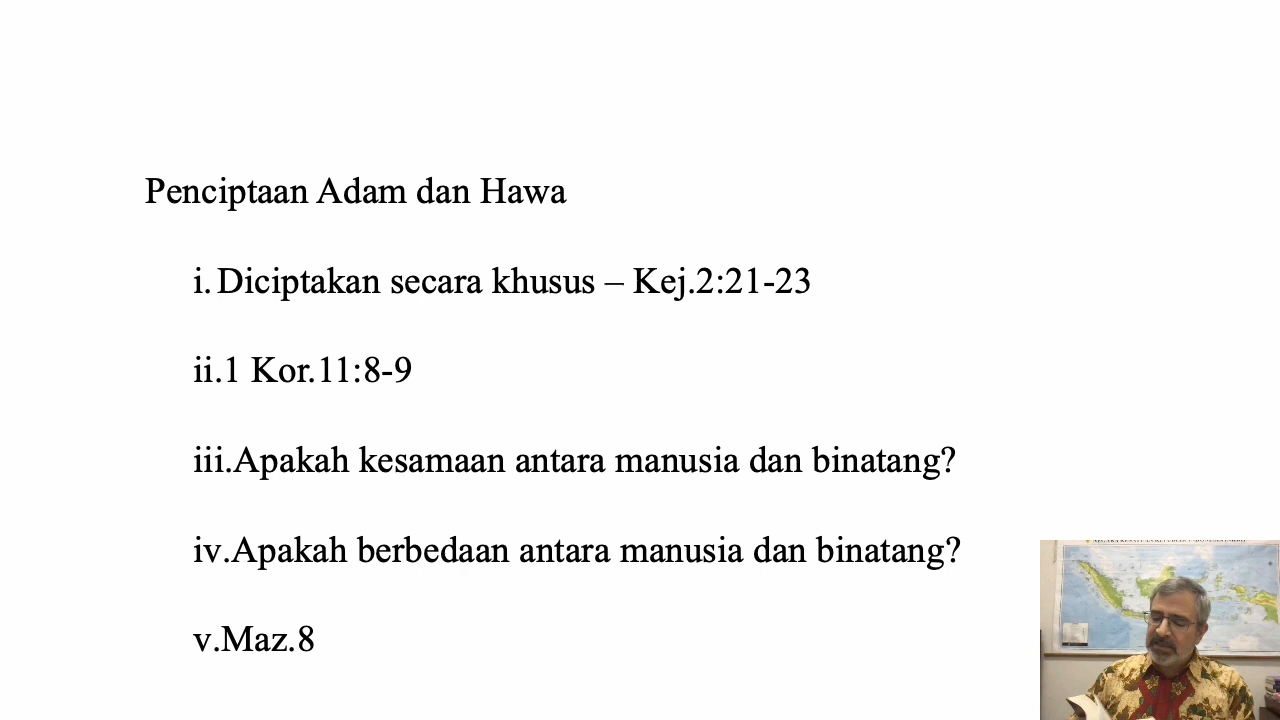 Penciptaan Adam dan Hawa
i. Diciptakan secara khusus – Kej.2:21-23
ii.1 Kor.11:8-9
iii.Apakah kesamaan antara manusia dan binatang?
iv.Apakah berbedaan antara manusia dan binatang?
v.Maz.8